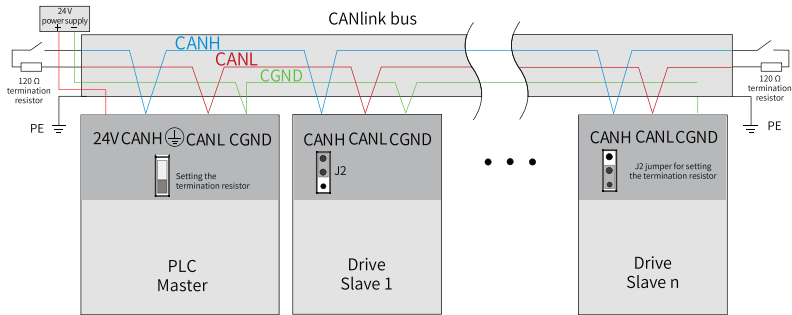 24 V
power supply
+ −
CANlink bus
CANH
CANL
CGND
120 Ω
termination
resistor
120 Ω
termination
resistor
PE
PE
24V CANH CANL CGND
CANH CANL CGND
CANH CANL CGND
Setting the
termination resistor
J2
J2 jumper for setting
the termination resistor
PLC
Master
Drive
Slave 1
Drive
Slave n